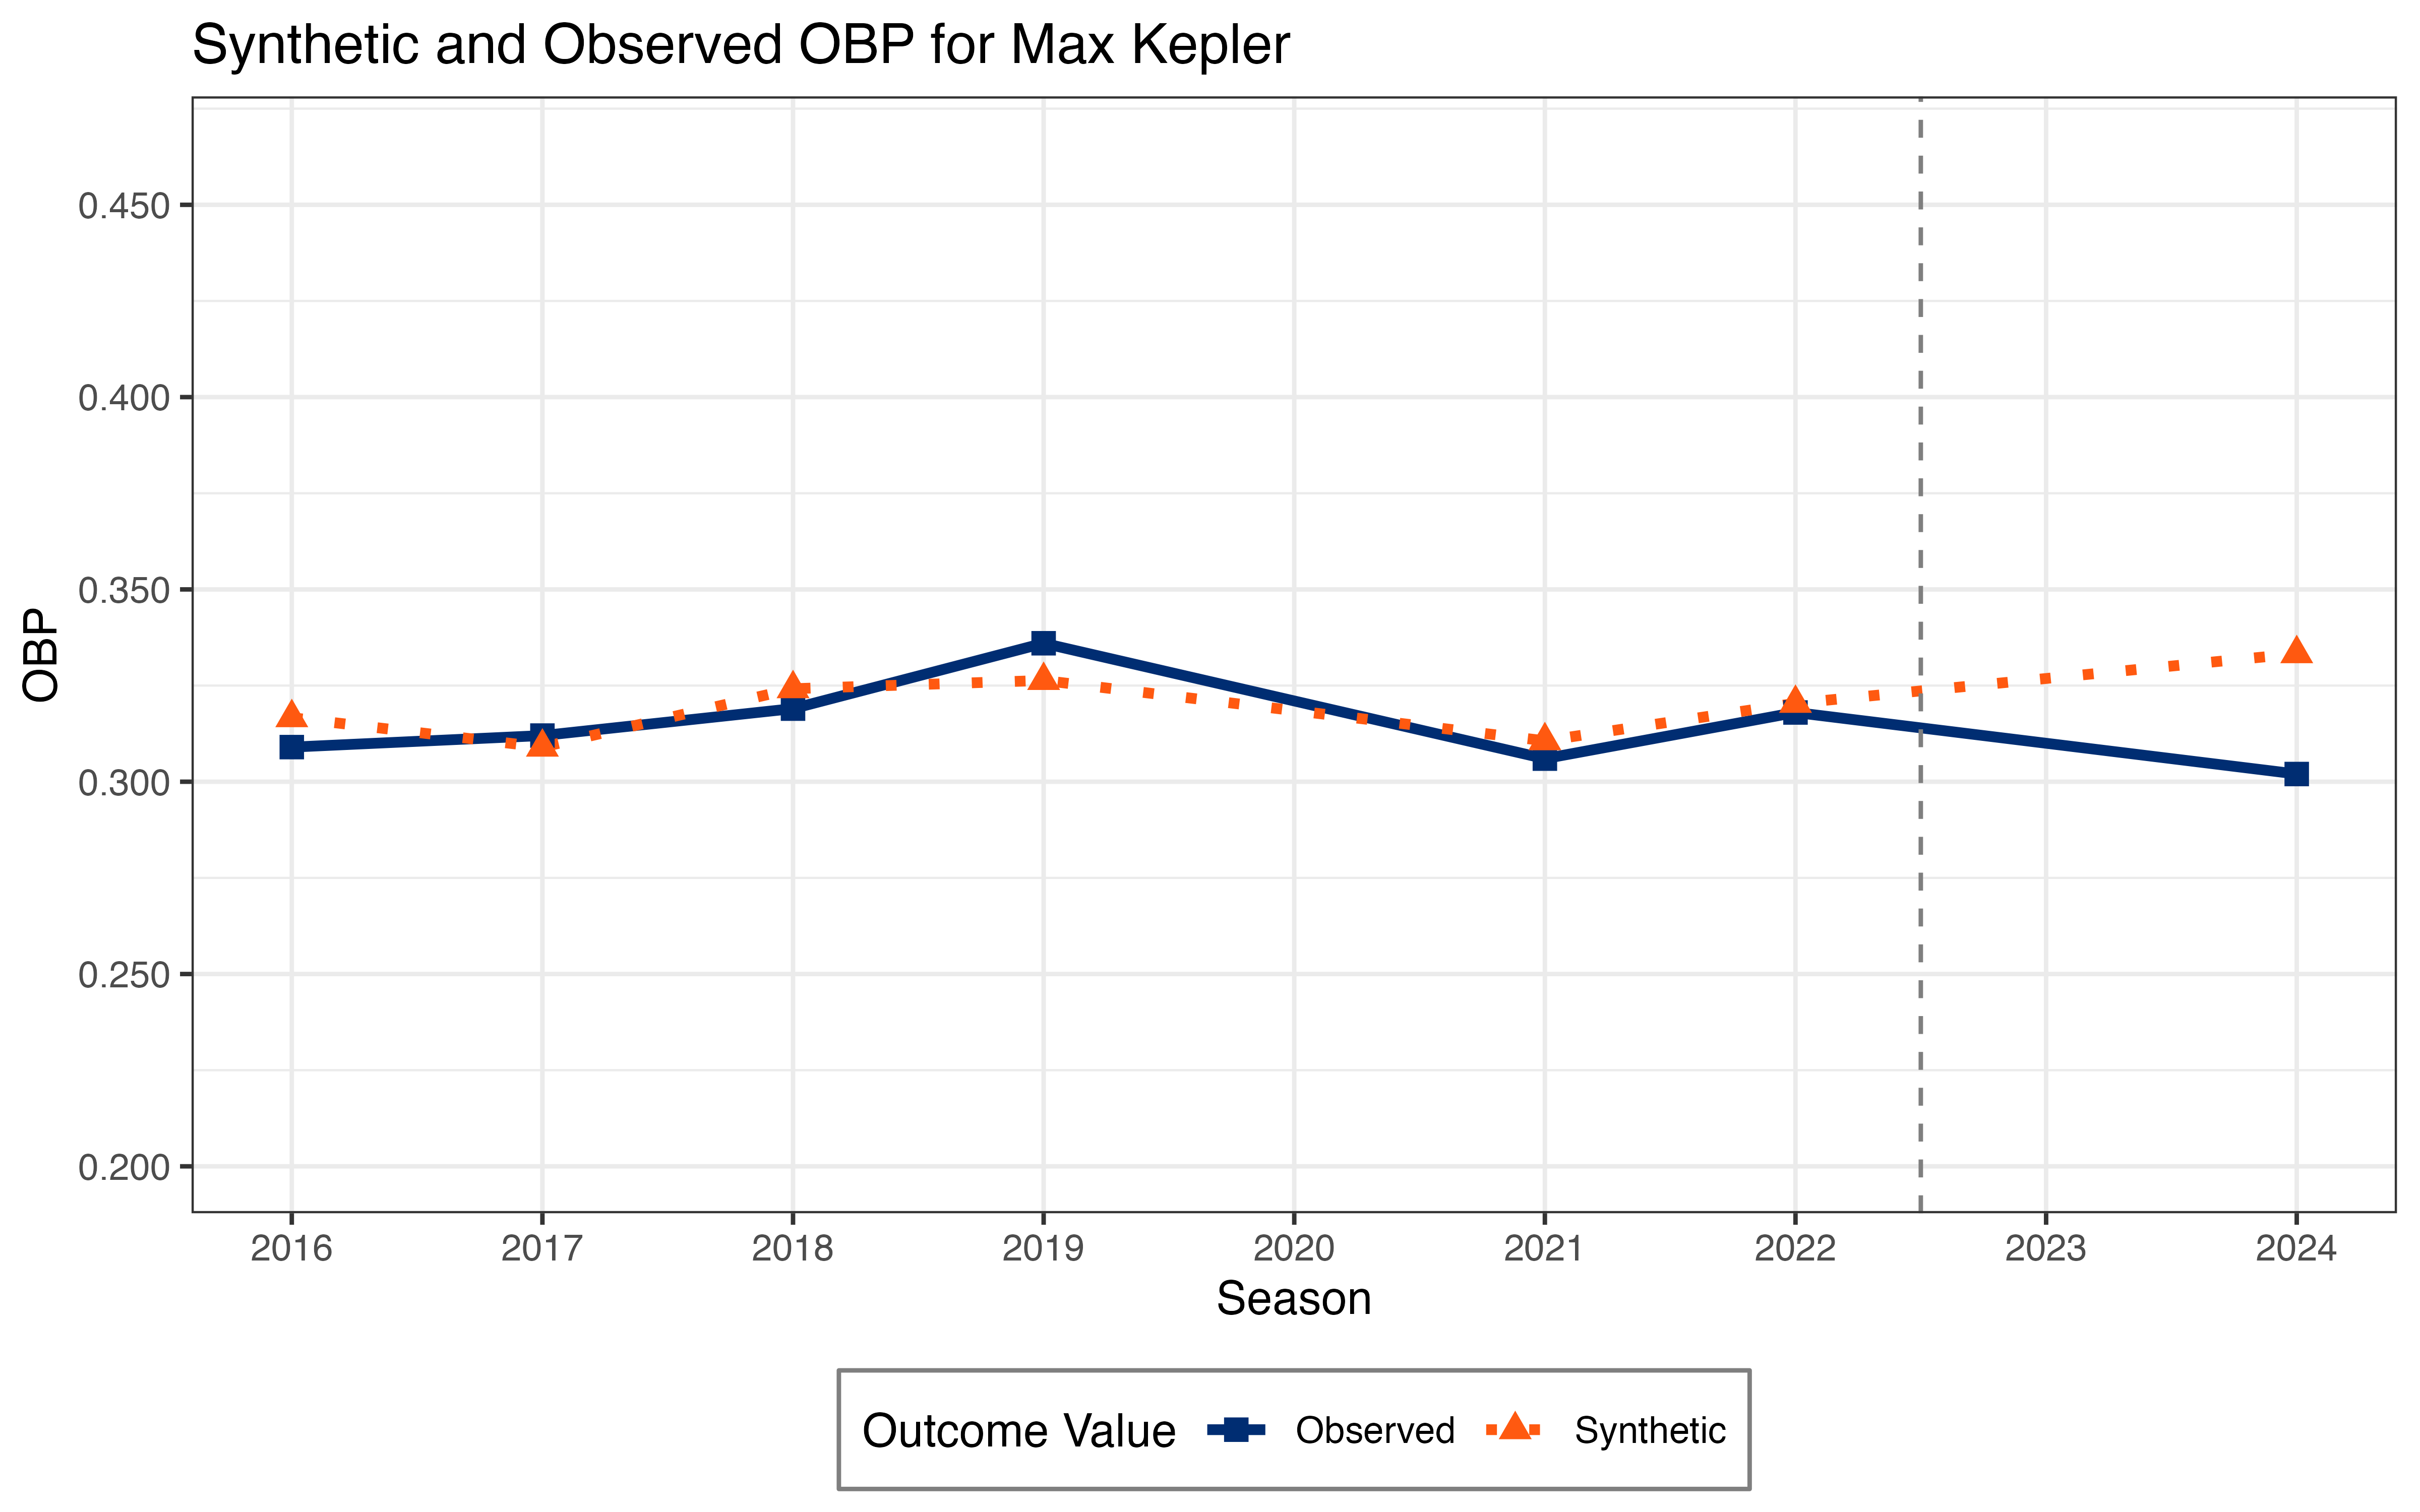 Synthetic and Observed OBP for Max Kepler
OBP
0.450
0.400
0.350
0.300
0.250
0.200
2016 2017 2018 2019 2020 2021 2022 2023 2024
Season
Outcome Value Observed Synthetic